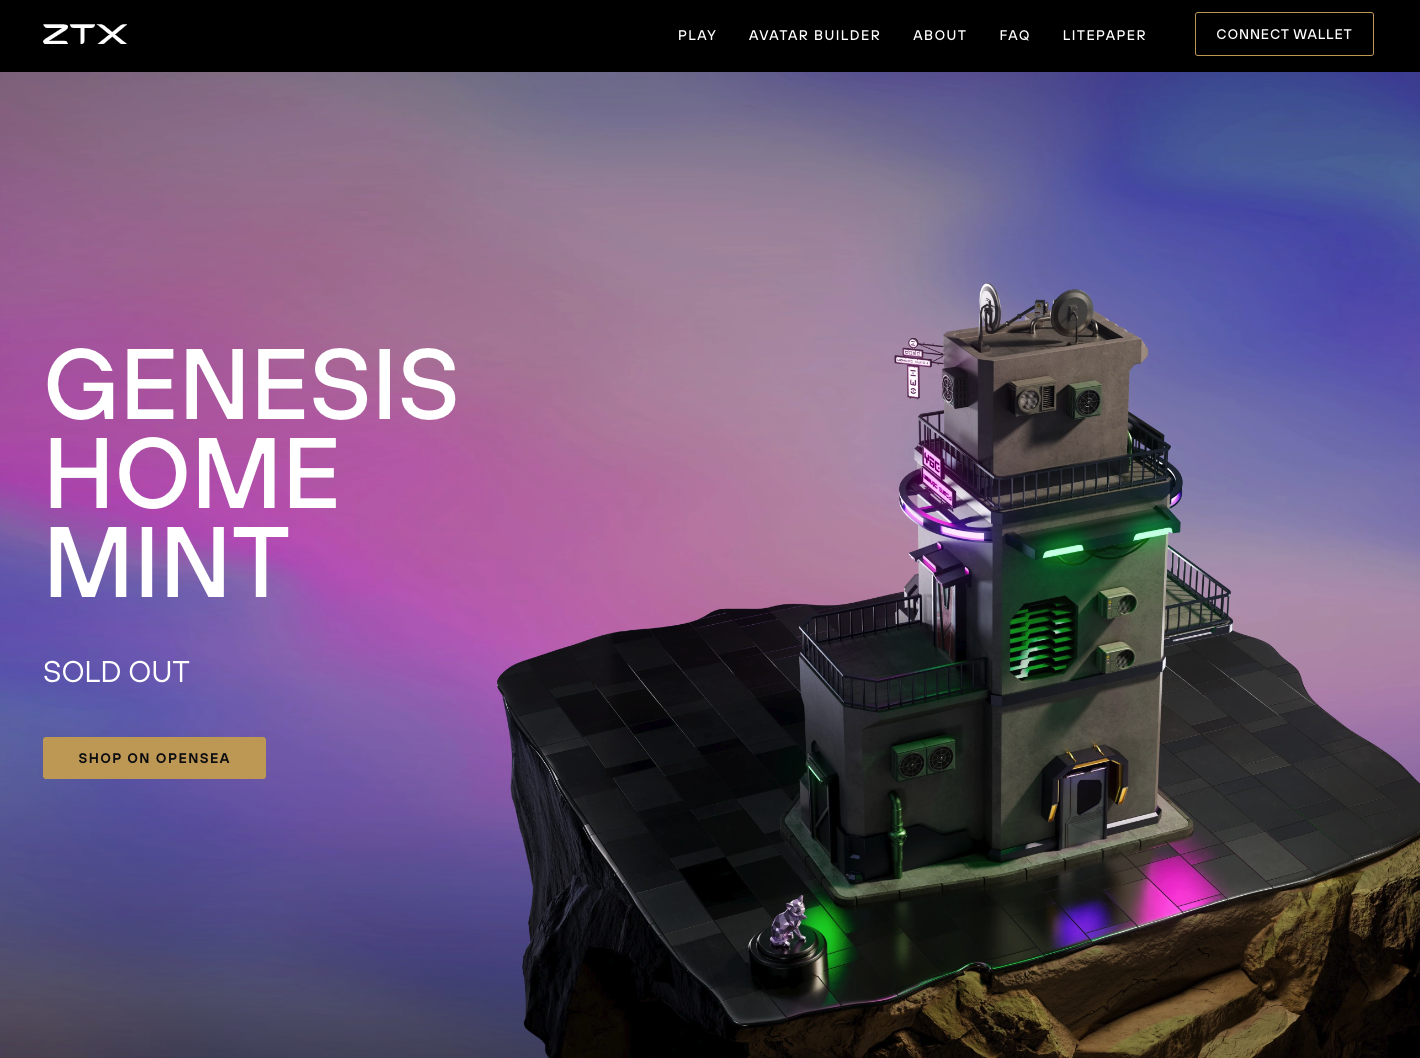 ZTX
PLAY
AVATAR BUILDER
ABOUT
FAQ
LITEPAPER
CONNECT WALLET
GENESIS
HOME
MINT
SOLD OUT
SHOP ON OPENSEA